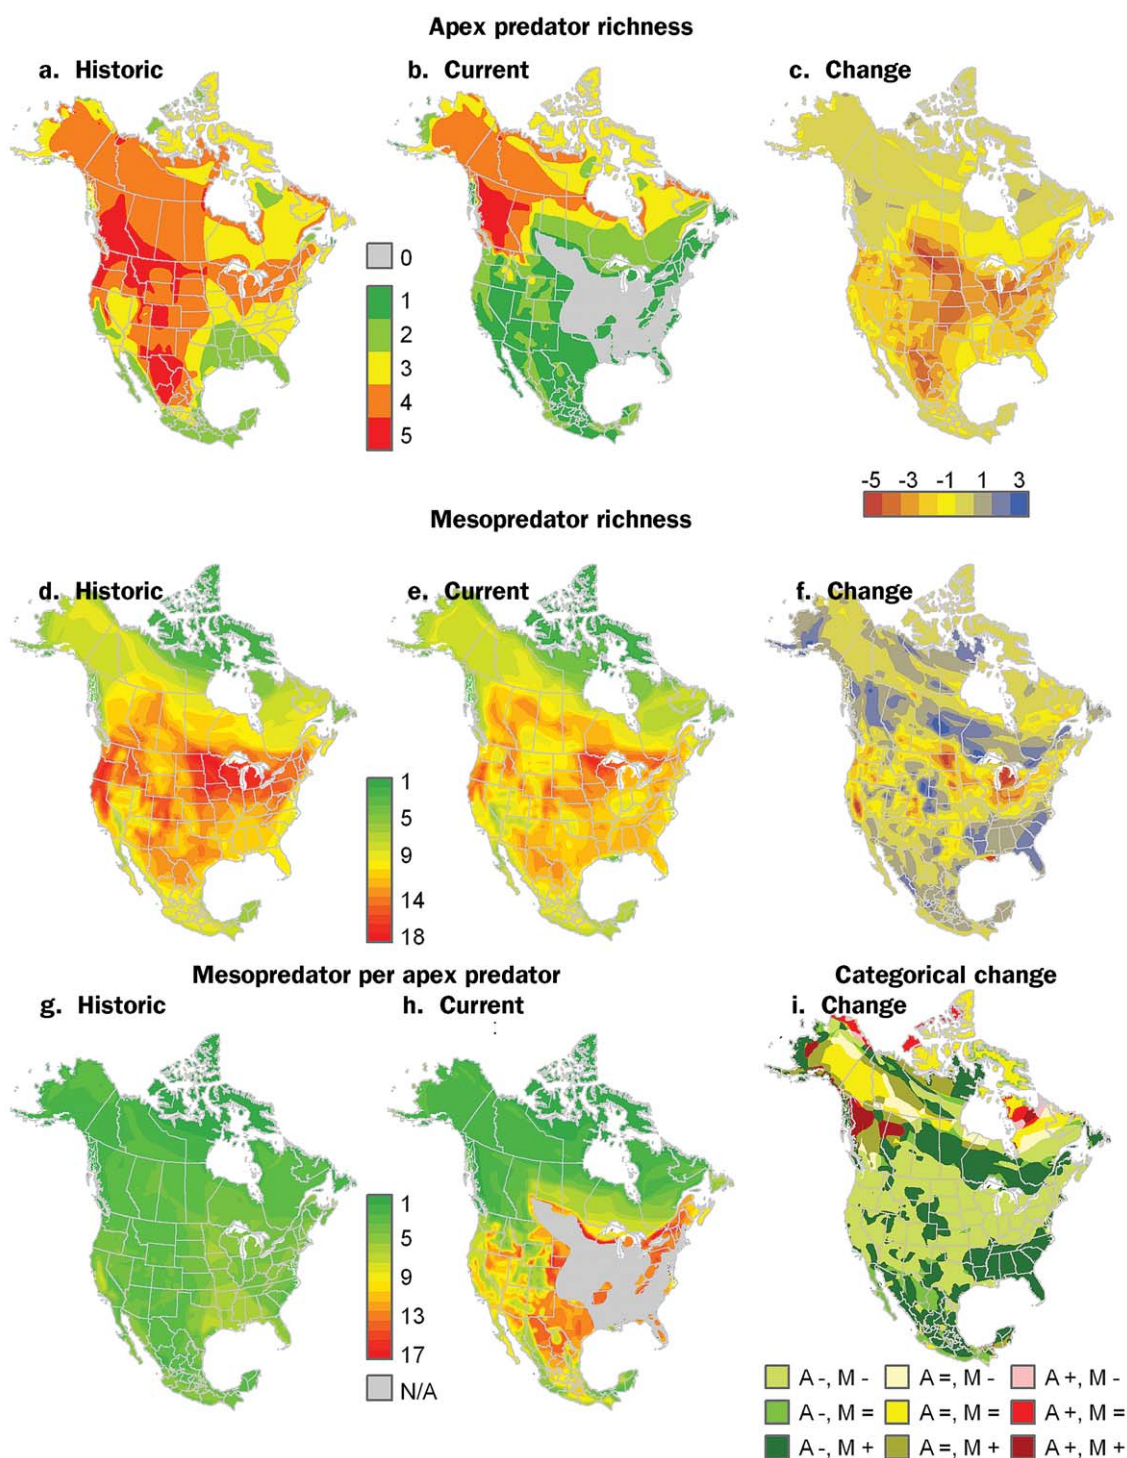 Apex predator richness
a. Historic
b. Current
c. Change
0
1
2
3
4
5
-5 -3 -1 1 3
Mesopredator richness
d. Historic
e. Current
f. Change
1
5
9
14
18
Mesopredator per apex predator
Categorical change
g. Historic
h. Current
i. Change
1
5
9
13
17
N/A
A -, M -
A =, M -
A +, M -
A -, M =
A =, M =
A +, M =
A -, M +
A =, M +
A +, M +